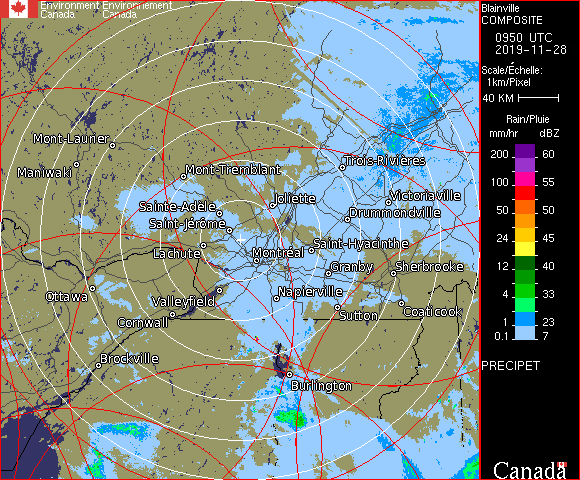 Environment Environnement
Canada Canada
Blainville
COMPOSITE
0950 UTC
2019-11-28
Scale/Échelle:
1km/Pixel
40 KM
Rain/Pluie
mm/hr dBZ
200 60
100 55
50 50
24 45
12 40
4 33
1 23
0.1 7
PRECIPET
Canada
Mont-Laurier
Maniwaki
Mont-Tremblant
Trois-Rivières
Sainte-Adèle
Joliette
Victoriaville
Saint-Jérôme
Drummondville
Lachute
Montréal
Saint-Hyacinthe
Granby
Sherbrooke
Ottawa
Valleyfield
Napierville
Cornwall
Sutton
Coaticook
Brockville
Burlington